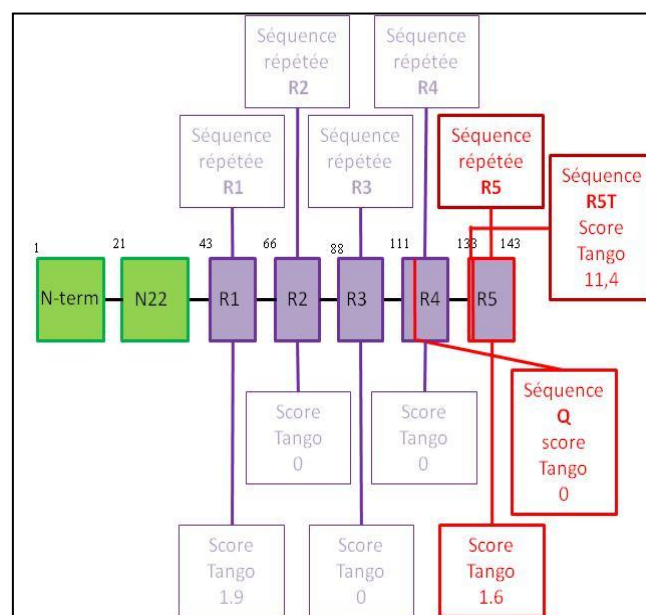 Séquence
répétée
R2
Séquence
répétée
R4
Séquence
répétée
R1
Séquence
répétée
R3
Séquence
répétée
R5
Séquence
R5T
Score
Tango
11,4
1
21
43
66
88
111
133
143
N-term
N22
R1
R2
R3
R4
R5
Score
Tango
0
Score
Tango
0
Séquence
Q
score
Tango
0
Score
Tango
1.9
Score
Tango
0
Score
Tango
1.6